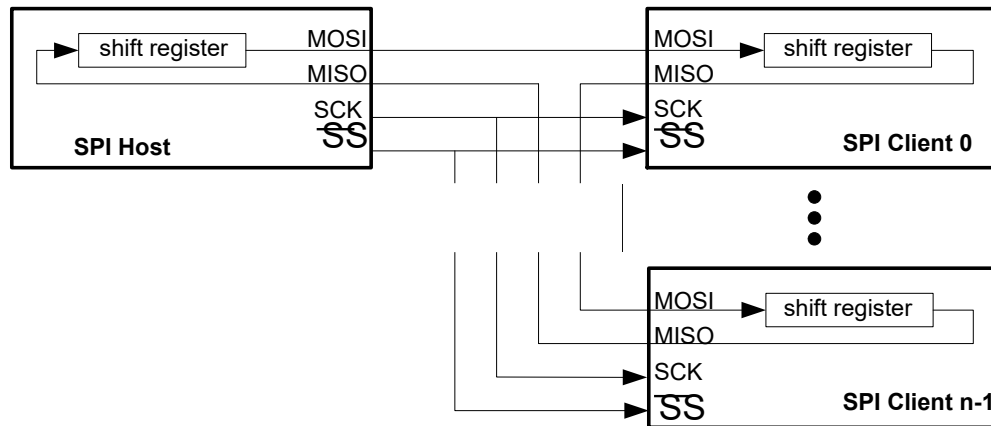 shift register
MOSI
MISO
SCK
SS
SPI Host
MOSI
shift register
MISO
SCK
SS
SPI Client 0
MOSI
shift register
MISO
SCK
SS
SPI Client n-1